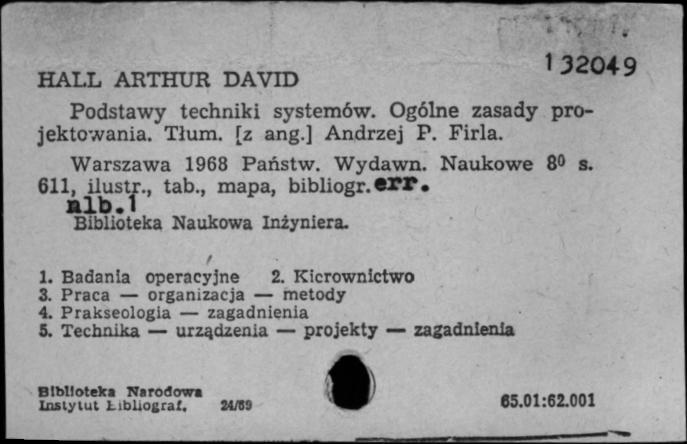 132049
HALL ARTHUR DAVID
Podstawy techniki systemów. Ogólne zasady pro-
jektowania. Tłum. [z ang.] Andrzej P. Firla.
Warszawa 1968 Państw. Wydawn. Naukowe 8⁰ s.
611, ilustr., tab., mapa, bibliogr. err.
nlb.1
Biblioteka Naukowa Inżyniera.
1. Badania operacyjne 2. Kierownictwo
3. Praca — organizacja — metody
4. Prakseologia — zagadnienia
5. Technika — urządzenia — projekty — zagadnienia
Biblioteka Narodowa
Instytut Bibliograf. 24/69 65.01:62.001